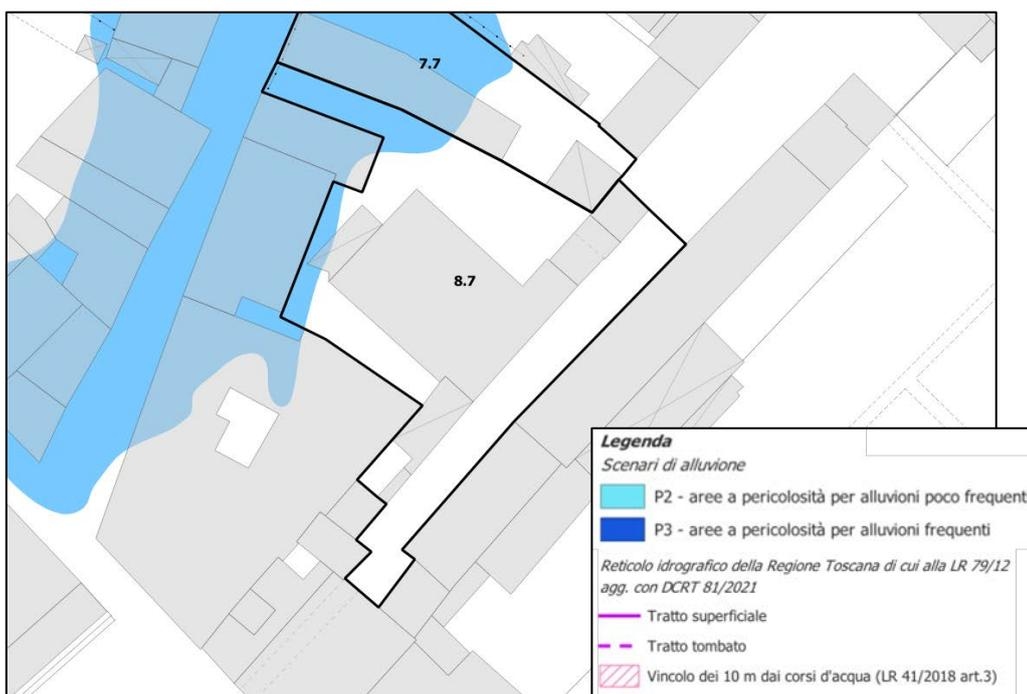 7.7
8.7
Legenda
Scenari di alluvione
P2 - aree a pericolosità per alluvioni poco frequent
P3 - aree a pericolosità per alluvioni frequenti
Reticolo idrografico della Regione Toscana di cui alla LR 79/12
agg. con DCRT 81/2021
Tratto superficiale
Tratto tombato
Vincolo dei 10 m dai corsi d'acqua (LR 41/2018 art.3)